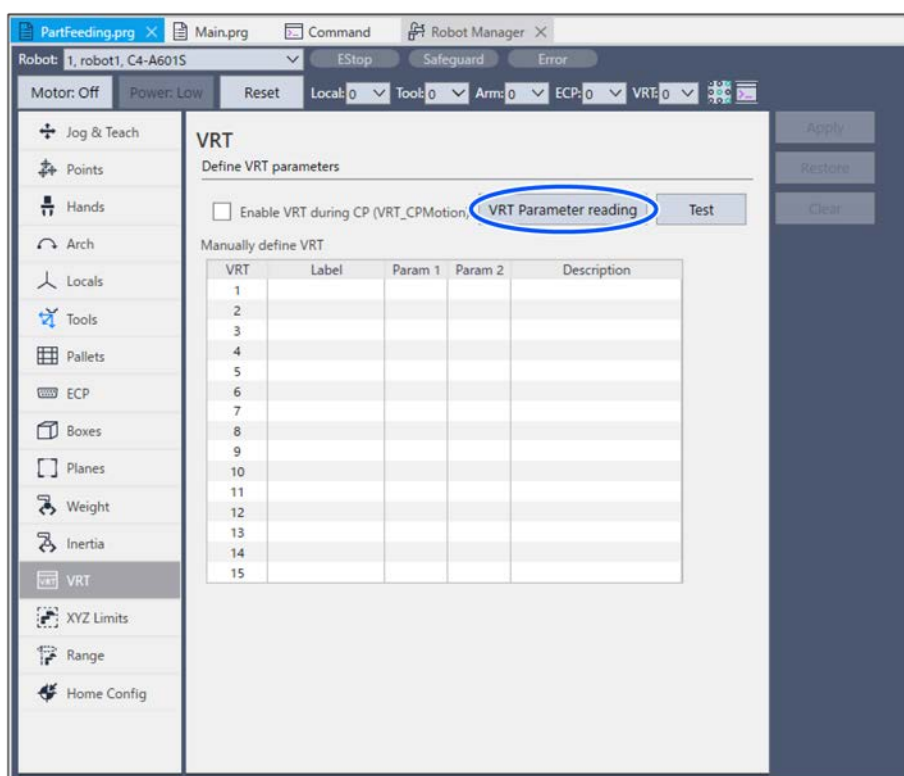 PartFeeding.prg Main.prg Command Robot Manager
Robot: 1, robot1, C4-A601S EStop Safeguard Error
Motor: Off Power: Low Reset Local: 0 Tool: 0 Arm: 0 ECP: 0 VRT: 0
Jog & Teach
Points
Hands
Arch
Locals
Tools
Pallets
ECP
Boxes
Planes
Weight
Inertia
VRT
XYZ Limits
Range
Home Config
VRT
Define VRT parameters
Enable VRT during CP (VRT_CPMotion) VRT Parameter reading Test
Manually define VRT
VRT Label Param 1 Param 2 Description
1
2
3
4
5
6
7
8
9
10
11
12
13
14
15
Apply
Restore
Clear